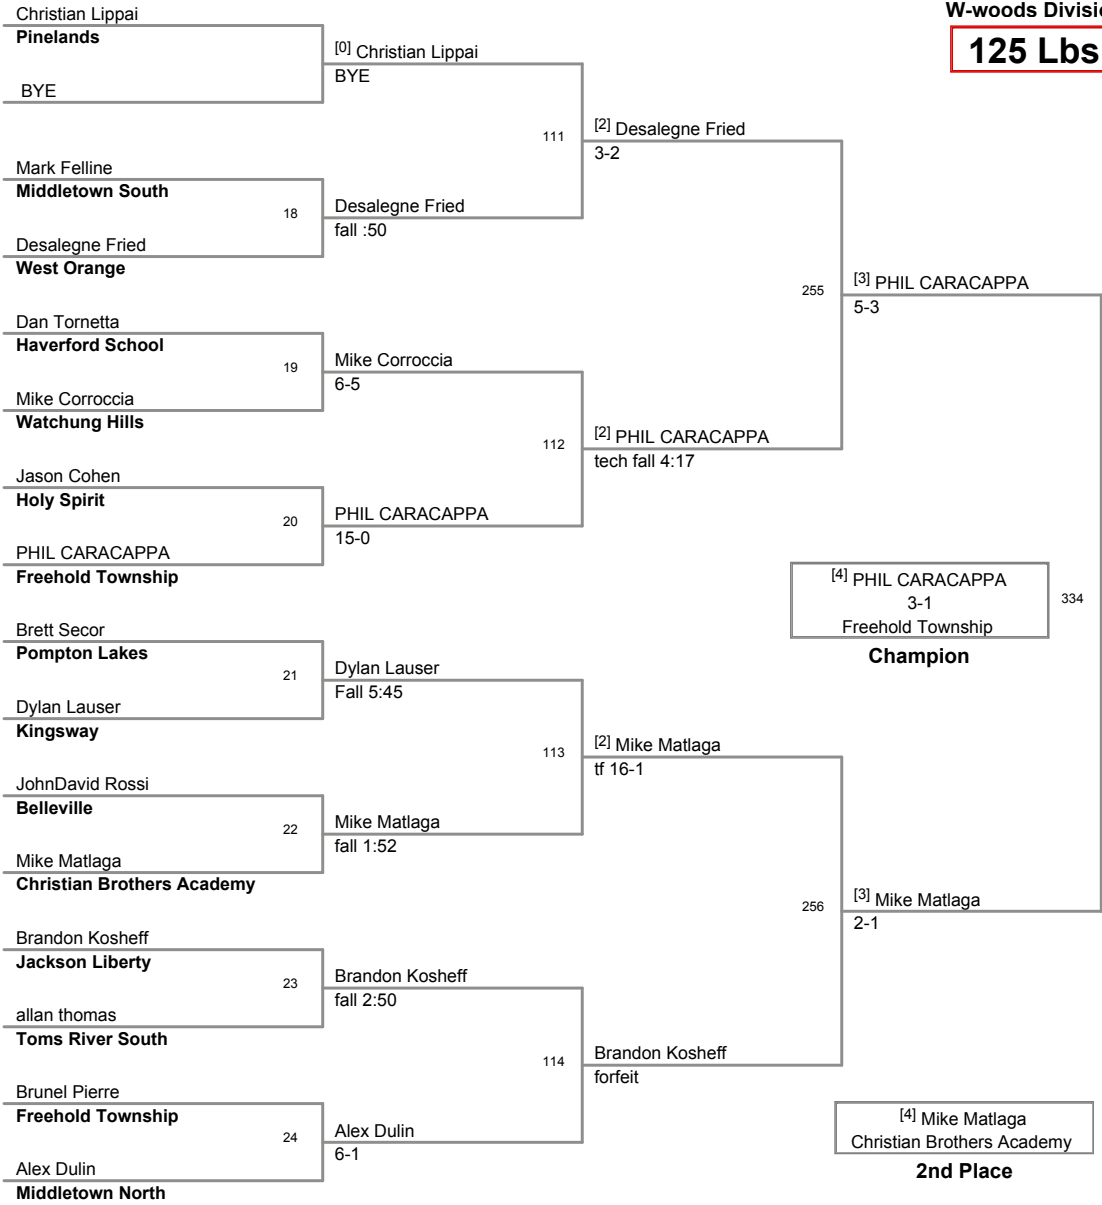 W-woods Divisi
125 Lbs
Christian Lippai
Pinelands
BYE
Mark Felline
Middletown South
18
Desalegne Fried
West Orange
Dan Tornetta
Haverford School
19
Mike Corroccia
Watchung Hills
Jason Cohen
Holy Spirit
20
PHIL CARACAPPA
Freehold Township
Brett Secor
Pompton Lakes
21
Dylan Lauser
Kingsway
JohnDavid Rossi
Belleville
22
Mike Matlaga
Christian Brothers Academy
Brandon Kosheff
Jackson Liberty
23
allan thomas
Toms River South
Brunel Pierre
Freehold Township
24
Alex Dulin
Middletown North
[0] Christian Lippai
BYE
111
Desalegne Fried
fall :50
Mike Corroccia
6-5
112
PHIL CARACAPPA
15-0
Dylan Lauser
Fall 5:45
113
Mike Matlaga
fall 1:52
Brandon Kosheff
fall 2:50
114
Alex Dulin
6-1
[2] Desalegne Fried
3-2
255
[2] PHIL CARACAPPA
tech fall 4:17
[2] Mike Matlaga
tf 16-1
256
Brandon Kosheff
forfeit
[3] PHIL CARACAPPA
5-3
334
[3] Mike Matlaga
2-1
[4] PHIL CARACAPPA
3-1
Freehold Township
Champion
[4] Mike Matlaga
Christian Brothers Academy
2nd Place